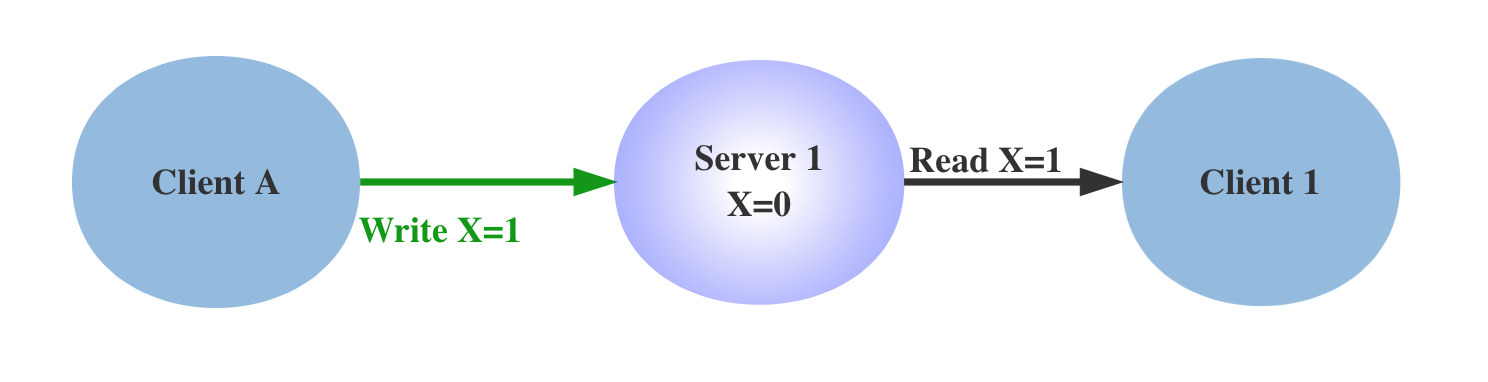 Client A
Write X=1
Server 1
X=0
Read X=1
Client 1